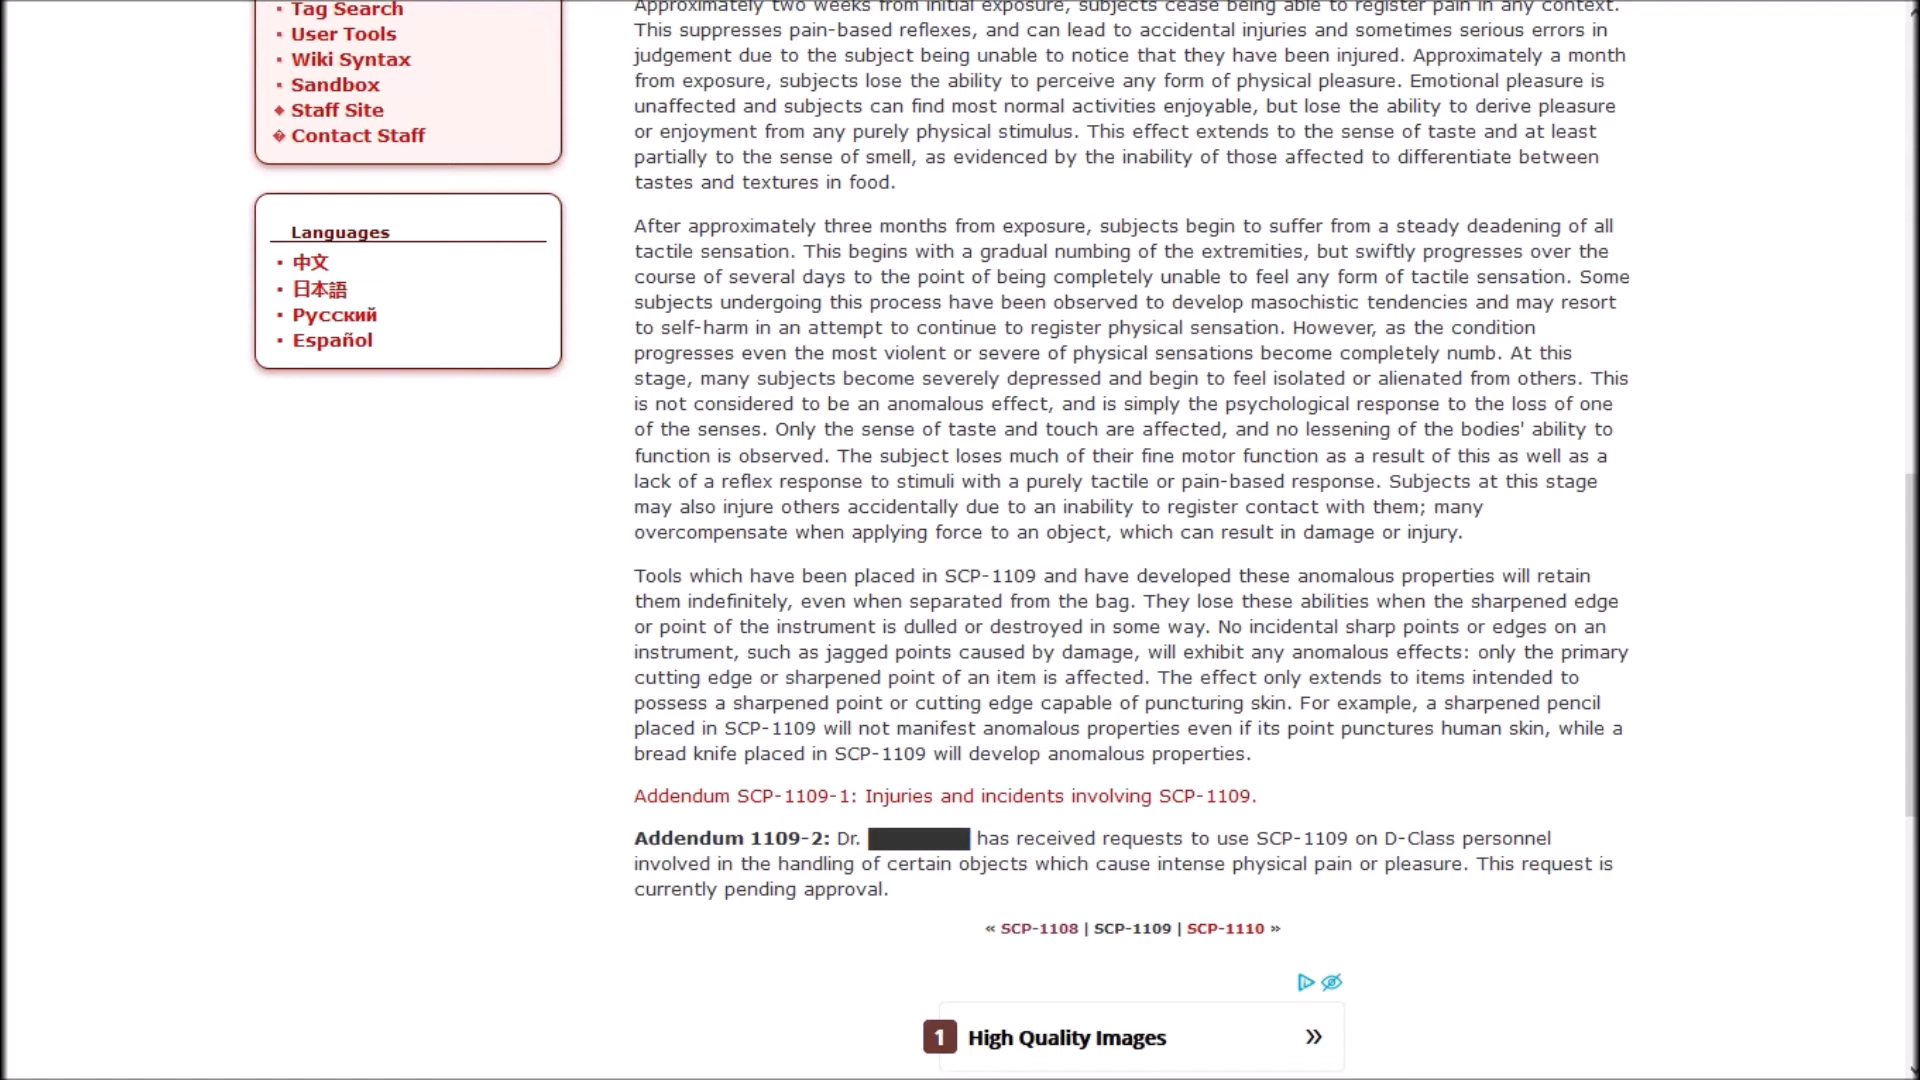 Tag Search
User Tools
Wiki Syntax
Sandbox
Staff Site
Contact Staff
Languages
中文
日本語
Русский
Español
Approximately two weeks from initial exposure, subjects cease being able to register pain in any context.
This suppresses pain-based reflexes, and can lead to accidental injuries and sometimes serious errors in
judgement due to the subject being unable to notice that they have been injured. Approximately a month
from exposure, subjects lose the ability to perceive any form of physical pleasure. Emotional pleasure is
unaffected and subjects can find most normal activities enjoyable, but lose the ability to derive pleasure
or enjoyment from any purely physical stimulus. This effect extends to the sense of taste and at least
partially to the sense of smell, as evidenced by the inability of those affected to differentiate between
tastes and textures in food.
After approximately three months from exposure, subjects begin to suffer from a steady deadening of all
tactile sensation. This begins with a gradual numbing of the extremities, but swiftly progresses over the
course of several days to the point of being completely unable to feel any form of tactile sensation. Some
subjects undergoing this process have been observed to develop masochistic tendencies and may resort
to self-harm in an attempt to continue to register physical sensation. However, as the condition
progresses even the most violent or severe of physical sensations become completely numb. At this
stage, many subjects become severely depressed and begin to feel isolated or alienated from others. This
is not considered to be an anomalous effect, and is simply the psychological response to the loss of one
of the senses. Only the sense of taste and touch are affected, and no lessening of the bodies' ability to
function is observed. The subject loses much of their fine motor function as a result of this as well as a
lack of a reflex response to stimuli with a purely tactile or pain-based response. Subjects at this stage
may also injure others accidentally due to an inability to register contact with them; many
overcompensate when applying force to an object, which can result in damage or injury.
Tools which have been placed in SCP-1109 and have developed these anomalous properties will retain
them indefinitely, even when separated from the bag. They lose these abilities when the sharpened edge
or point of the instrument is dulled or destroyed in some way. No incidental sharp points or edges on an
instrument, such as jagged points caused by damage, will exhibit any anomalous effects: only the primary
cutting edge or sharpened point of an item is affected. The effect only extends to items intended to
possess a sharpened point or cutting edge capable of puncturing skin. For example, a sharpened pencil
placed in SCP-1109 will not manifest anomalous properties even if its point punctures human skin, while a
bread knife placed in SCP-1109 will develop anomalous properties.
Addendum SCP-1109-1: Injuries and incidents involving SCP-1109.
Addendum 1109-2: Dr. ████████ has received requests to use SCP-1109 on D-Class personnel
involved in the handling of certain objects which cause intense physical pain or pleasure. This request is
currently pending approval.
« SCP-1108 | SCP-1109 | SCP-1110 »
1 High Quality Images »